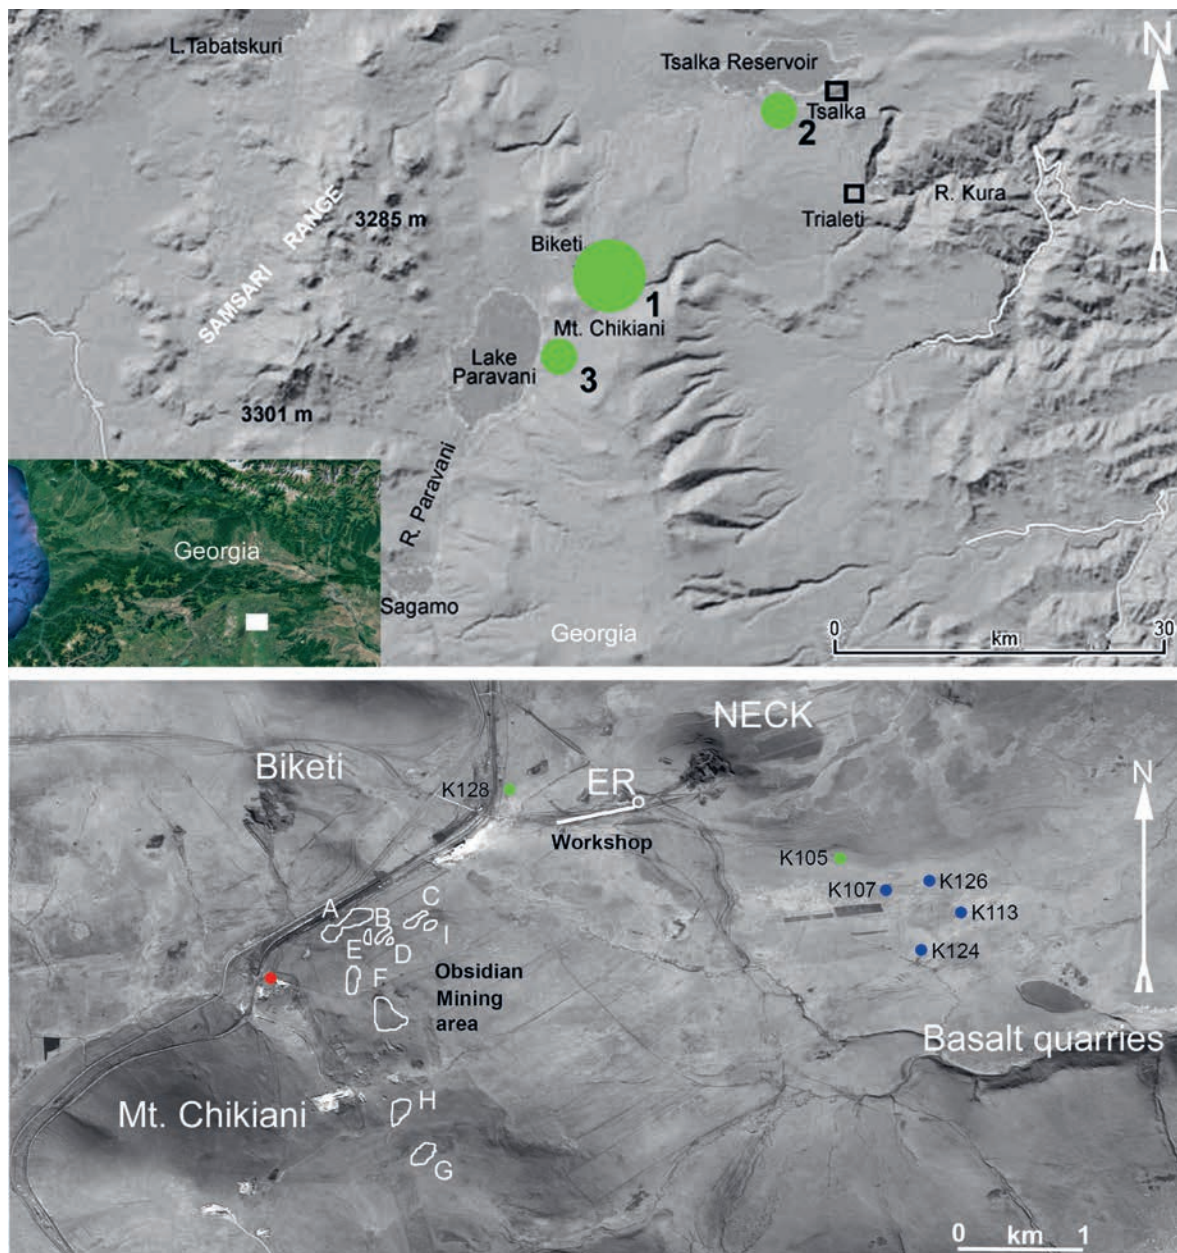 L.Tabatskuri
N
Tsalka Reservoir
Tsalka
2
R. Kura
Trialeti
SAMSARI RANGE
3285 m
Biketi
1
Mt. Chikiani
Lake
Paravani
3
3301 m
R. Paravani
Georgia
Sagamo
Georgia
0
km
30
NECK
Biketi
K128
ER
N
Workshop
K105
K126
K107
K113
K124
A
B
C
I
E
D
F
Obsidian
Mining
area
Basalt quarries
Mt. Chikiani
H
G
0 km 1